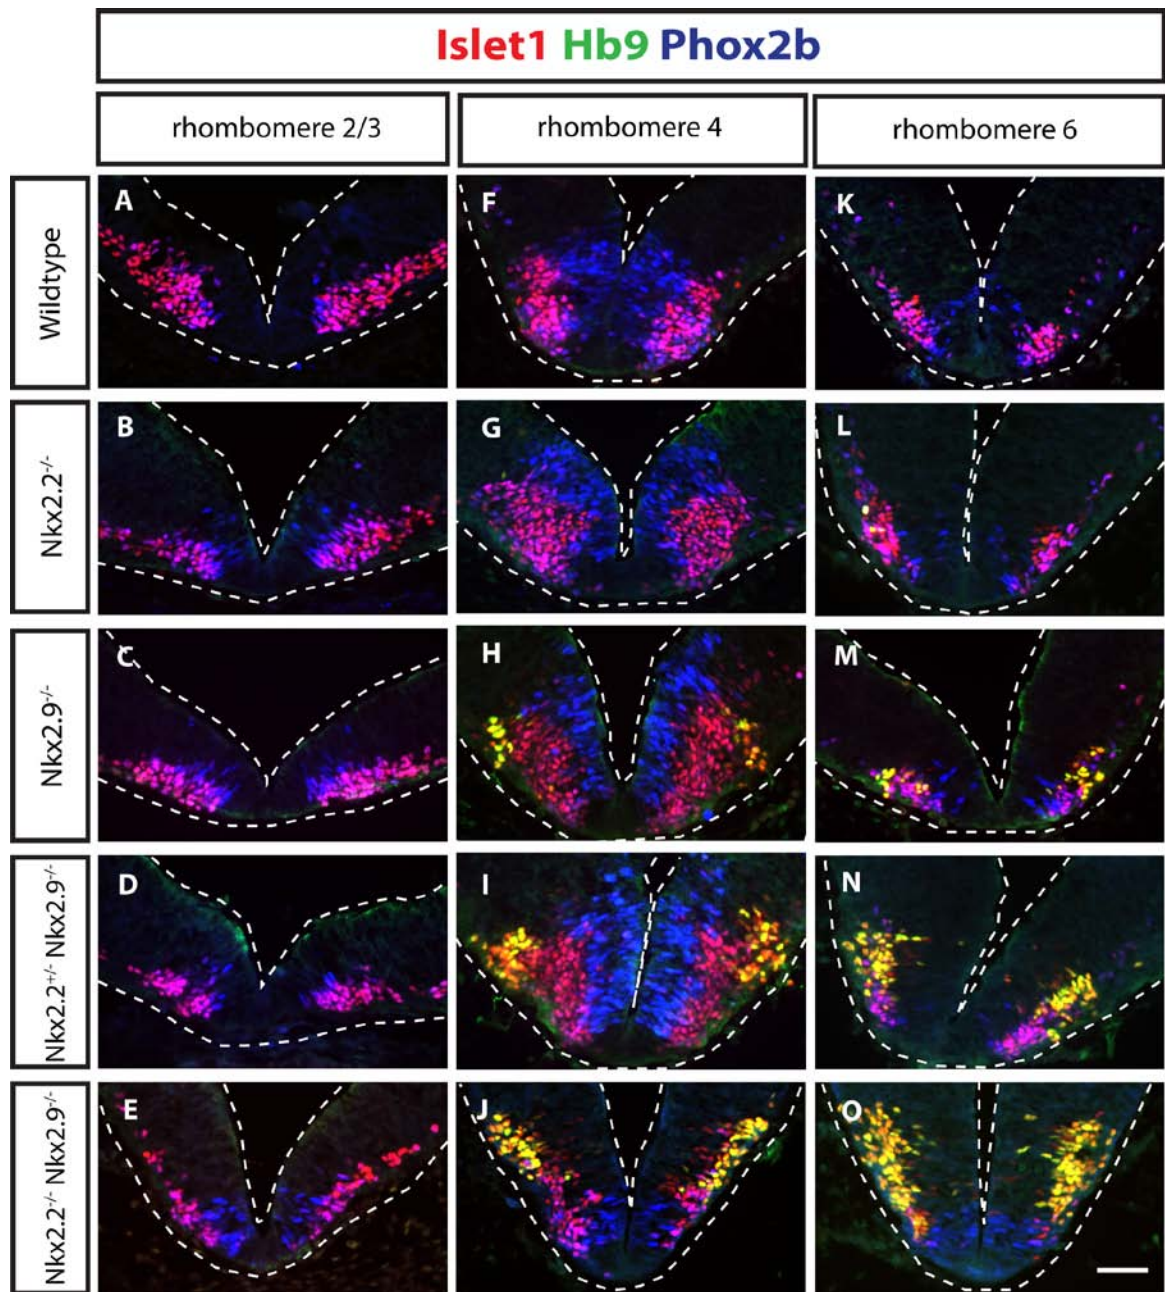 Islet1 Hb9 Phox2b
rhombomere 2/3
rhombomere 4
rhombomere 6
Wildtype
A
F
K
Nkx2.2-/-
B
G
L
Nkx2.9-/-
C
H
M
Nkx2.2+/- Nkx2.9-/-
D
I
N
Nkx2.2-/- Nkx2.9-/-
E
J
O